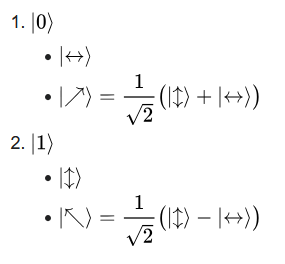 1. |0⟩
• |↔⟩
• |↗⟩ = 1/√2 (|↕⟩ + |↔⟩)
2. |1⟩
• |↕⟩
• |↖⟩ = 1/√2 (|↕⟩ − |↔⟩)